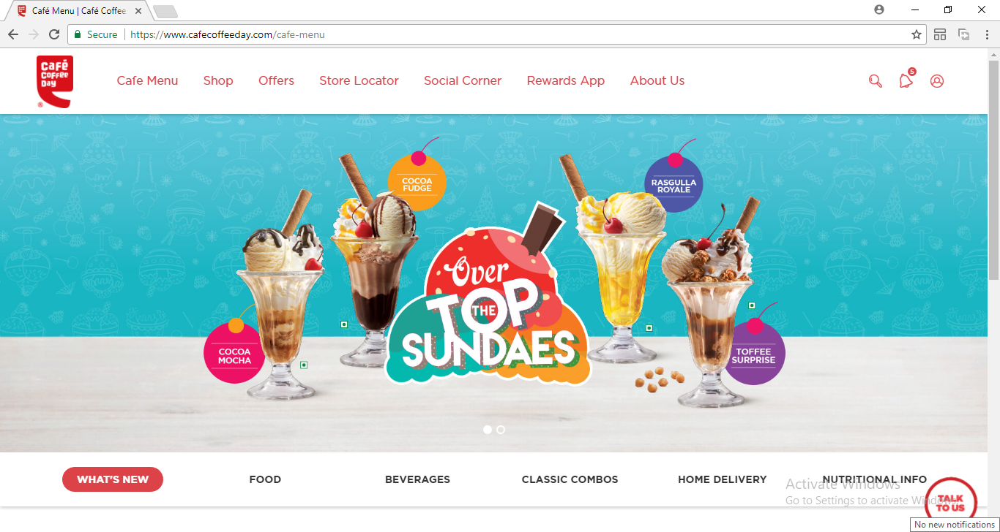 Café Menu | Café Coffee
Secure
https://www.cafecoffeeday.com/cafe-menu
Café
Coffee
Day
®
Cafe Menu
Shop
Offers
Store Locator
Social Corner
Rewards App
About Us
5
COCOA
FUDGE
RASGULLA
ROYALE
Over
THE
TOP
SUNDAES
COCOA
MOCHA
TOFFEE
SURPRISE
WHAT'S NEW
FOOD
BEVERAGES
CLASSIC COMBOS
HOME DELIVERY
NUTRITIONAL INFO
Activate Windows
Go to Settings to activate Windows.
TALK
TO US
No new notifications